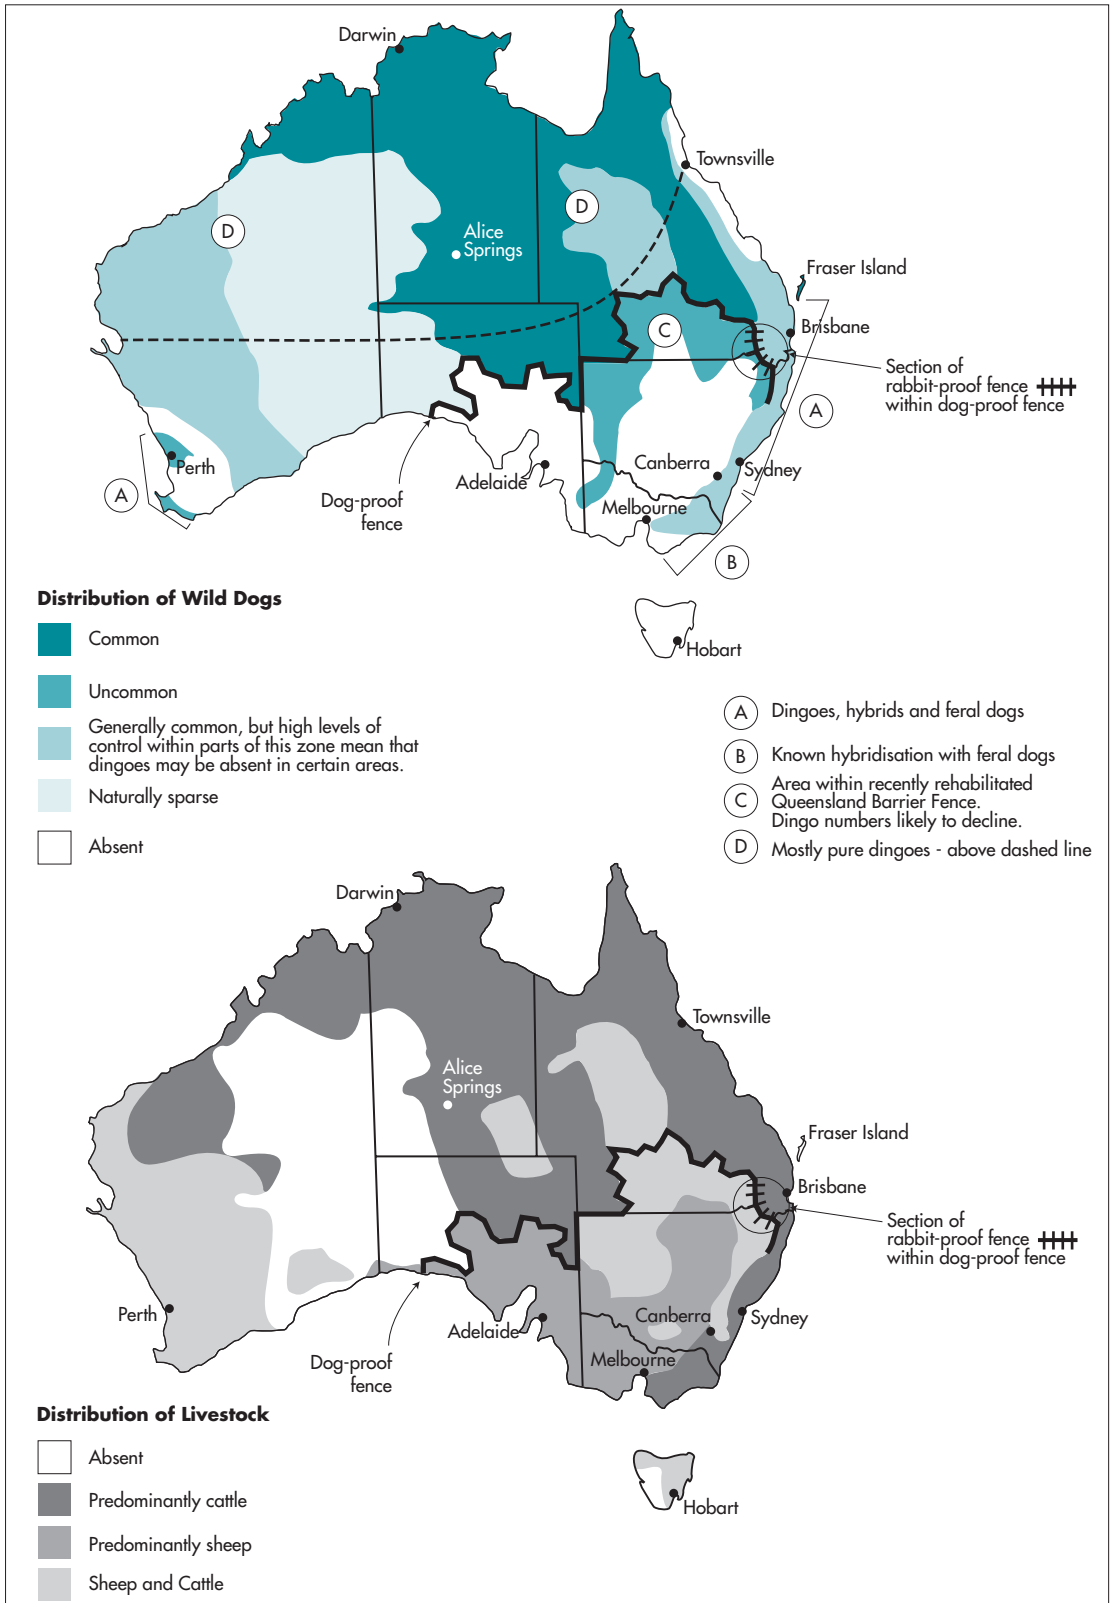 Darwin
Townsville
D
D
Alice
Springs
Fraser Island
C
Brisbane
Section of
rabbit-proof fence
within dog-proof fence
A
Perth
Canberra
Sydney
Adelaide
A
Dog-proof
fence
Melbourne
B
Distribution of Wild Dogs
Common
Hobart
Uncommon
Generally common, but high levels of
control within parts of this zone mean that
dingoes may be absent in certain areas.
Naturally sparse
Absent
A Dingoes, hybrids and feral dogs
B Known hybridisation with feral dogs
C Area within recently rehabilitated
Queensland Barrier Fence.
Dingo numbers likely to decline.
D Mostly pure dingoes - above dashed line
Darwin
Townsville
Alice
Springs
Fraser Island
Brisbane
Section of
rabbit-proof fence
within dog-proof fence
Perth
Canberra
Sydney
Adelaide
Dog-proof
fence
Melbourne
Distribution of Livestock
Absent
Predominantly cattle
Hobart
Predominantly sheep
Sheep and Cattle